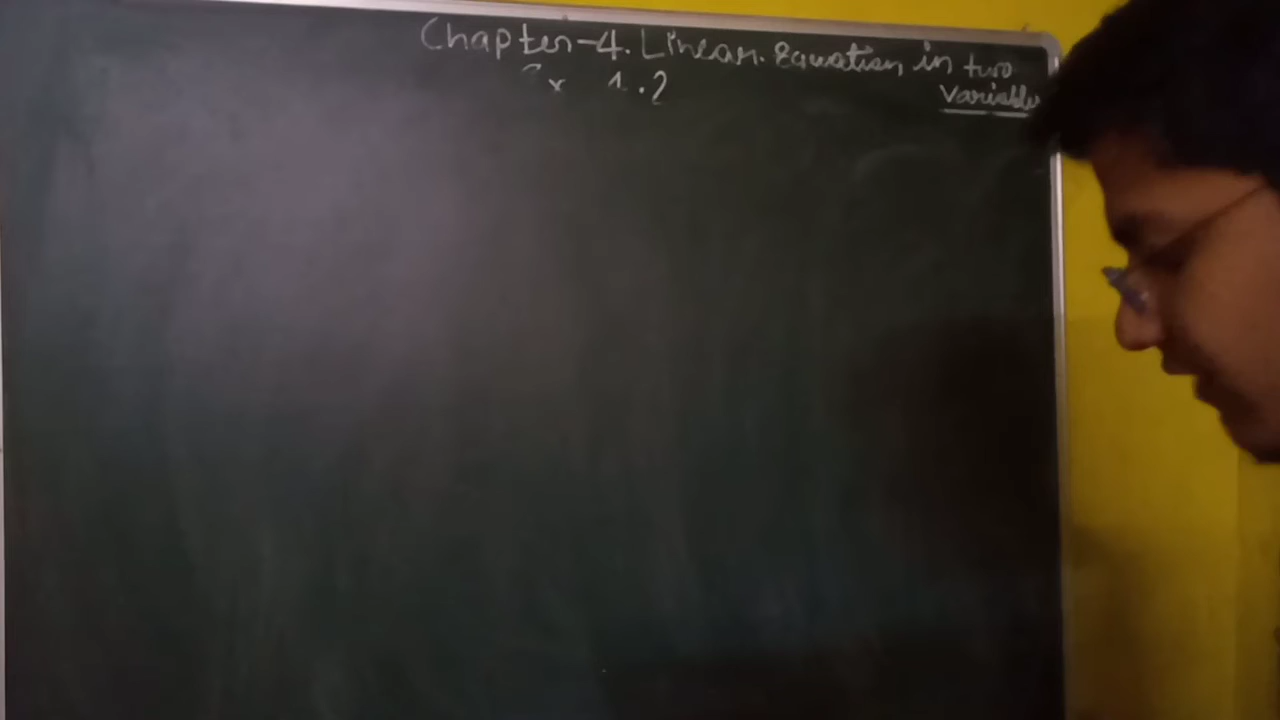 Chapter-4. Linear. Equation in two
Variable
Ex 4.2